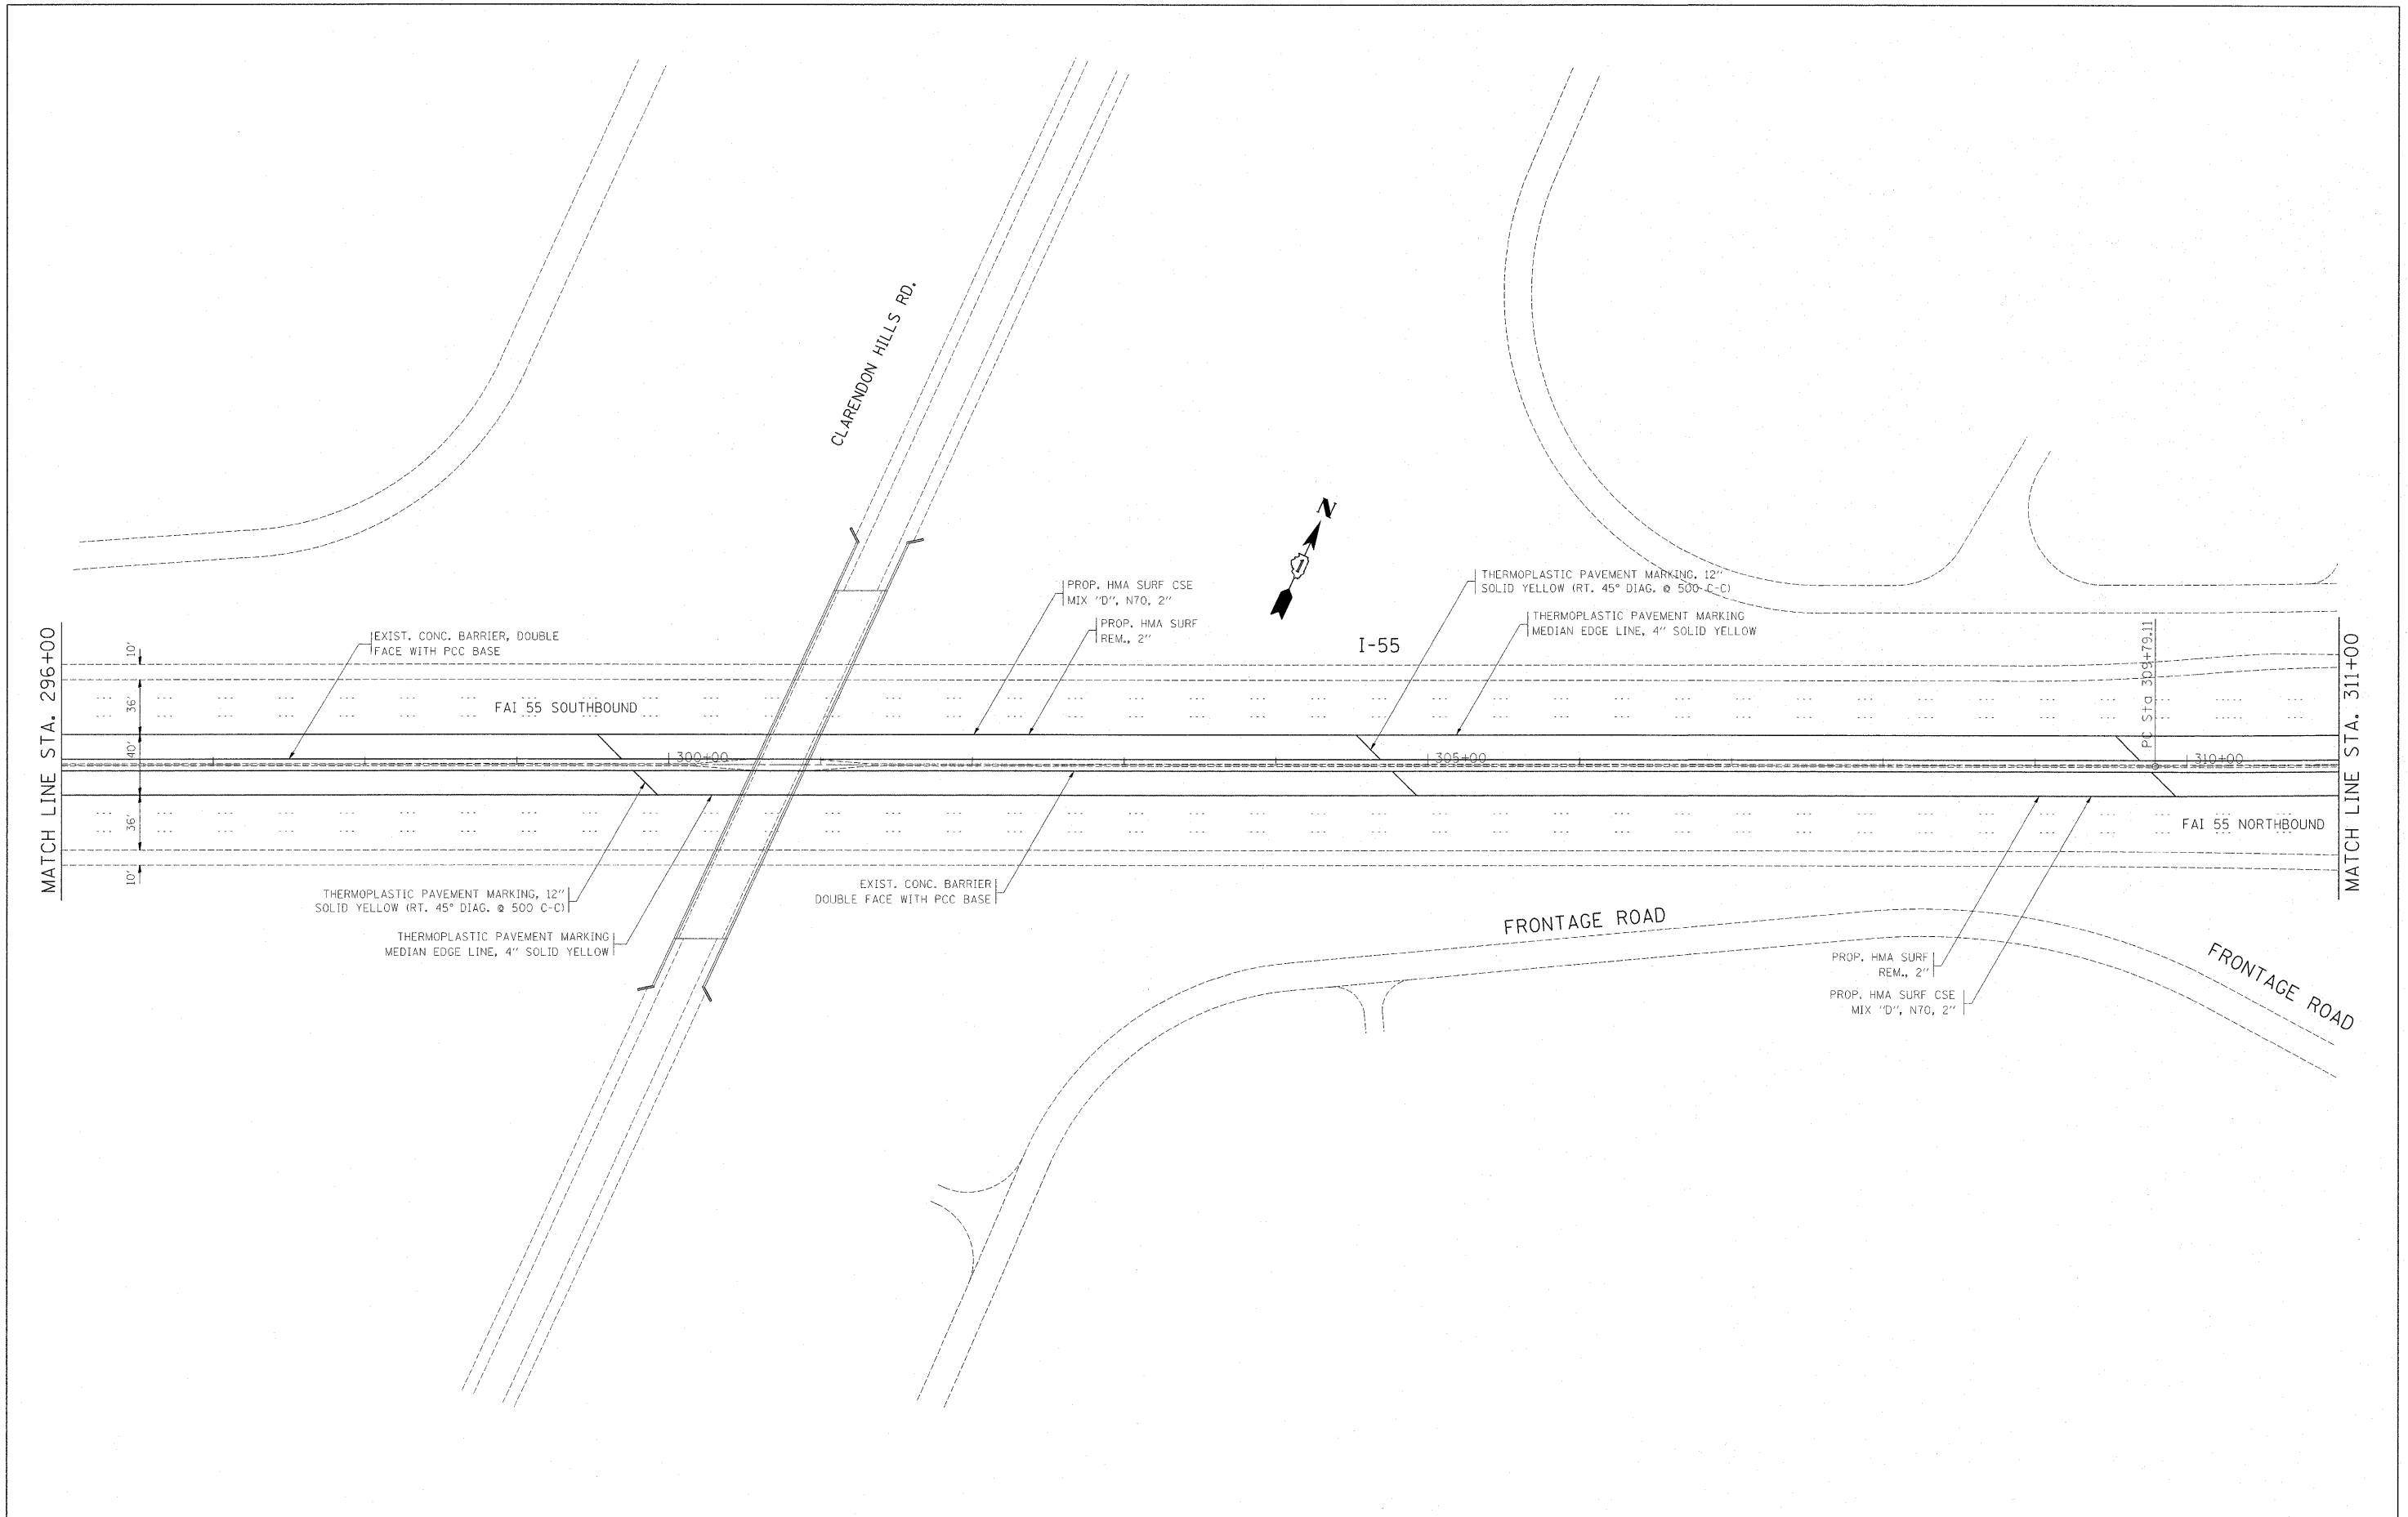 CLARENDON HILLS RD.
N
1
PROP. HMA SURF CSE
MIX "D", N70, 2"
PROP. HMA SURF
REM., 2"
THERMOPLASTIC PAVEMENT MARKING, 12"
SOLID YELLOW (RT. 45° DIAG. @ 500 C-C)
THERMOPLASTIC PAVEMENT MARKING
MEDIAN EDGE LINE, 4" SOLID YELLOW
EXIST. CONC. BARRIER, DOUBLE
FACE WITH PCC BASE
I-55
MATCH LINE STA. 296+00
10'
36'
40'
36'
10'
FAI 55 SOUTHBOUND
300+00
305+00
310+00
PC Sta 309+79.11
MATCH LINE STA. 311+00
FAI 55 NORTHBOUND
THERMOPLASTIC PAVEMENT MARKING, 12"
SOLID YELLOW (RT. 45° DIAG. @ 500 C-C)
THERMOPLASTIC PAVEMENT MARKING
MEDIAN EDGE LINE, 4" SOLID YELLOW
EXIST. CONC. BARRIER
DOUBLE FACE WITH PCC BASE
FRONTAGE ROAD
PROP. HMA SURF
REM., 2"
PROP. HMA SURF CSE
MIX "D", N70, 2"
FRONTAGE ROAD